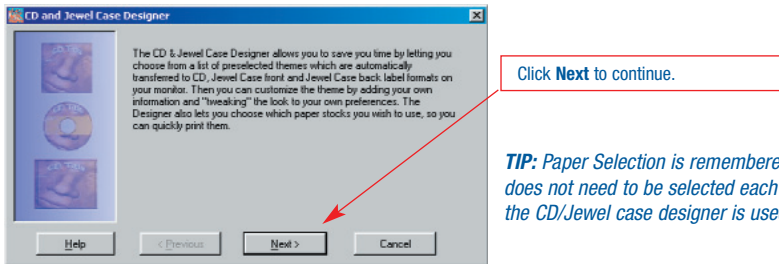 CD and Jewel Case Designer
The CD & Jewel Case Designer allows you to save you time by letting you
choose from a list of preselected themes which are automatically
transferred to CD, Jewel Case front and Jewel Case back label formats on
your monitor. Then you can customize the theme by adding your own
information and "tweaking" the look to your own preferences. The
Designer also lets you choose which paper stocks you wish to use, so you
can quickly print them.
Help
< Previous
Next >
Cancel
Click Next to continue.
TIP: Paper Selection is remembere
does not need to be selected each
the CD/Jewel case designer is use